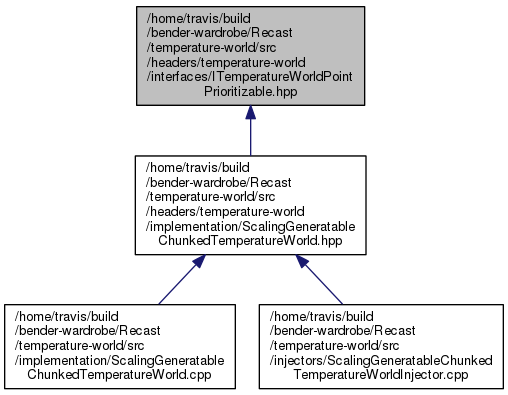 /home/travis/build
/bender-wardrobe/Recast
/temperature-world/src
/headers/temperature-world
/interfaces/ITemperatureWorldPoint
Prioritizable.hpp
/home/travis/build
/bender-wardrobe/Recast
/temperature-world/src
/headers/temperature-world
/implementation/ScalingGeneratable
ChunkedTemperatureWorld.hpp
/home/travis/build
/bender-wardrobe/Recast
/temperature-world/src
/implementation/ScalingGeneratable
ChunkedTemperatureWorld.cpp
/home/travis/build
/bender-wardrobe/Recast
/temperature-world/src
/injectors/ScalingGeneratableChunked
TemperatureWorldInjector.cpp